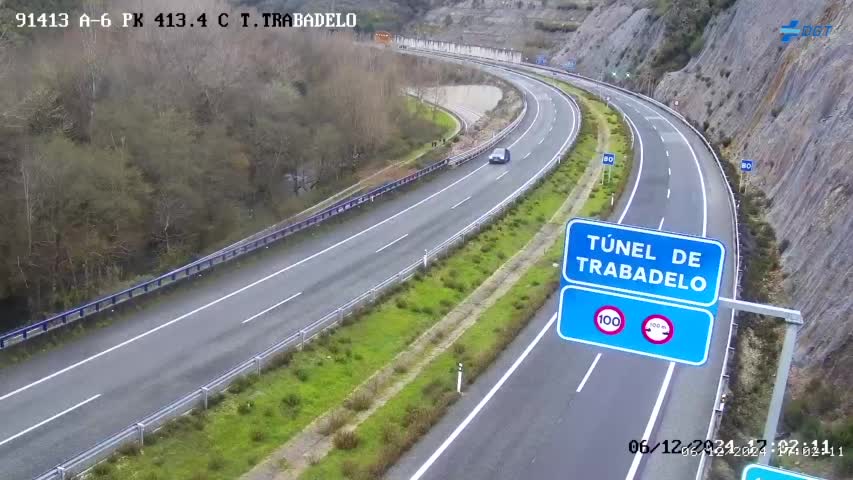 91413 A-6 PK 413.4 C T.TRABADELO
DGT
80
80
TÚNEL DE
TRABADELO
100
100 m
06/12/2024 17:02:11
06/12/2024 17:02:11